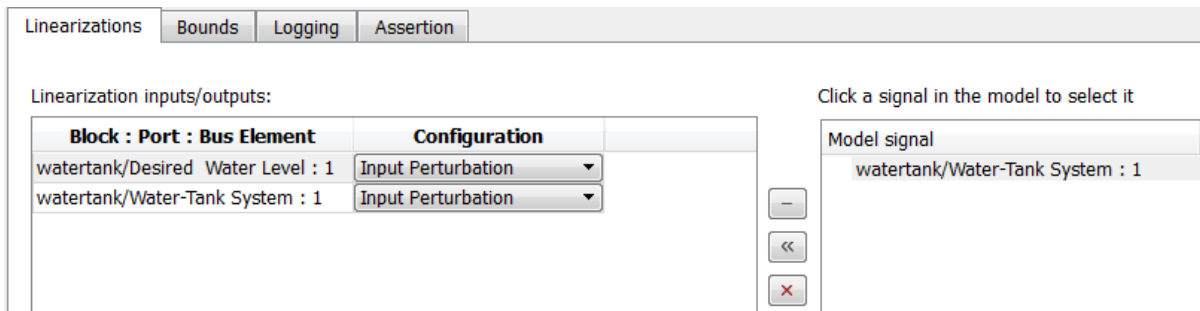 Linearizations Bounds Logging Assertion
Linearization inputs/outputs:
Click a signal in the model to select it
Block : Port : Bus Element Configuration
Model signal
watertank/Desired  Water Level : 1 Input Perturbation
watertank/Water-Tank System : 1
watertank/Water-Tank System : 1 Input Perturbation